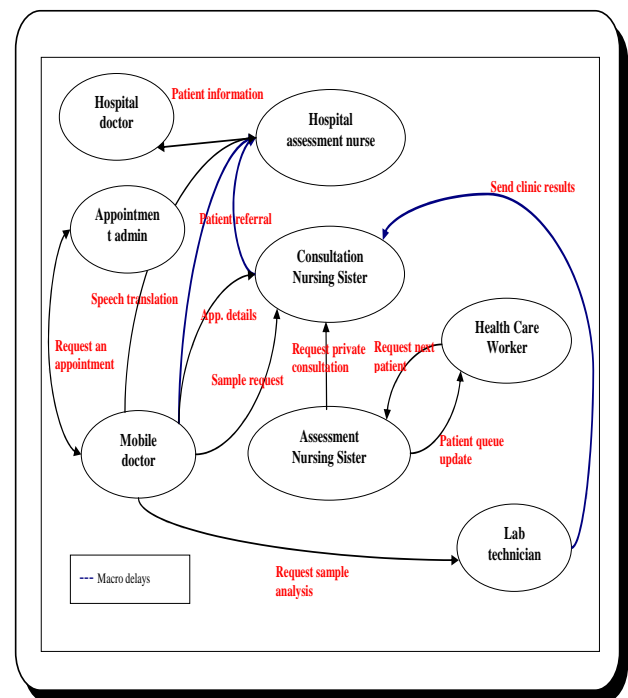 Patient information
Hospital
doctor
Hospital
assessment nurse
Send clinic results
Appointmen
t admin
Patient referral
Consultation
Nursing Sister
Speech translation
App. details
Health Care
Worker
Request an
appointment
Request private
consultation
Request next
patient
Sample request
Mobile
doctor
Assessment
Nursing Sister
Patient queue
update
Lab
technician
--- Macro delays
Request sample
analysis